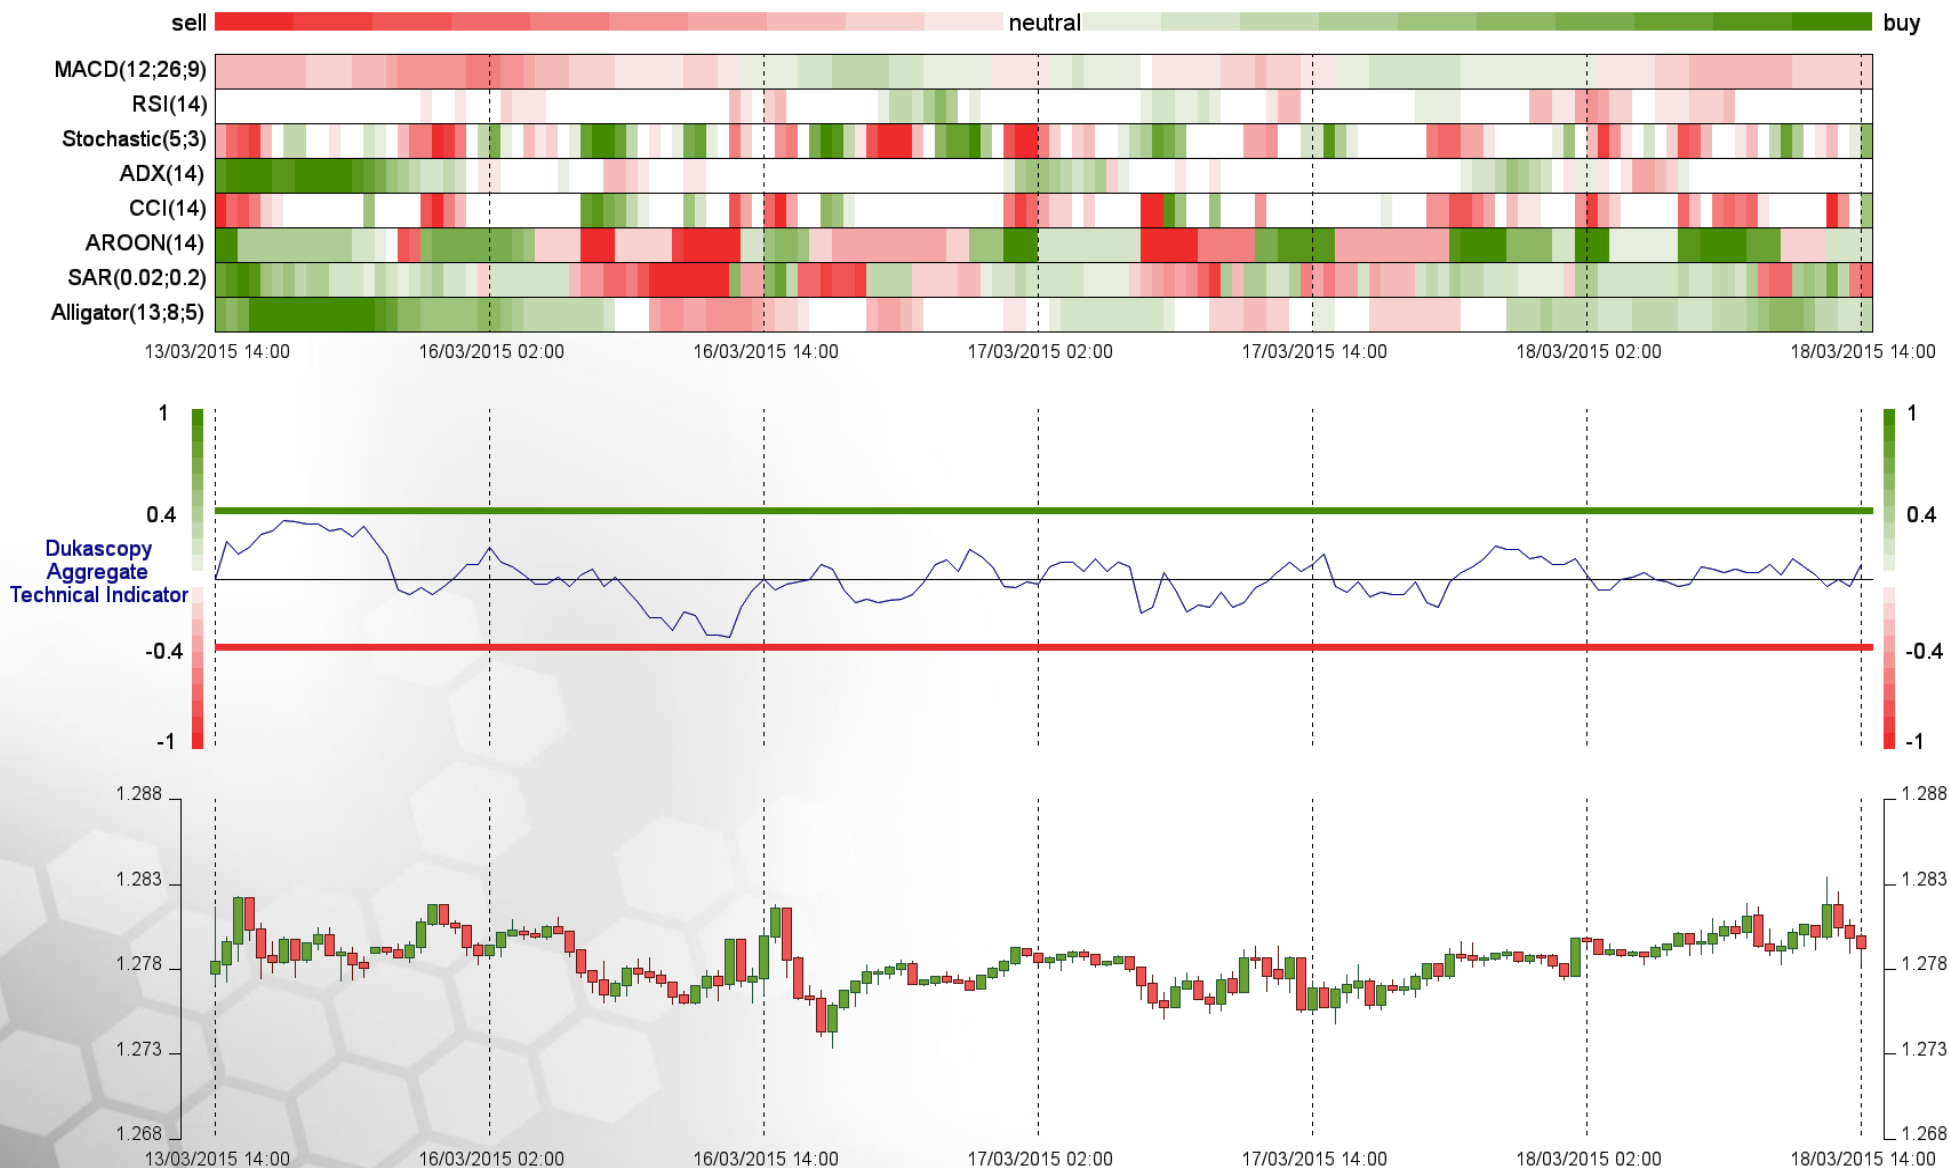 sell neutral buy
MACD(12;26;9)
RSI(14)
Stochastic(5;3)
ADX(14)
CCI(14)
AROON(14)
SAR(0.02;0.2)
Alligator(13;8;5)
13/03/2015 14:00 16/03/2015 02:00 16/03/2015 14:00 17/03/2015 02:00 17/03/2015 14:00 18/03/2015 02:00 18/03/2015 14:00
1 1
0.4 0.4
Dukascopy
Aggregate
Technical Indicator
-0.4 -0.4
-1 -1
1.288 1.288
1.283 1.283
1.278 1.278
1.273 1.273
1.268 1.268
13/03/2015 14:00 16/03/2015 02:00 16/03/2015 14:00 17/03/2015 02:00 17/03/2015 14:00 18/03/2015 02:00 18/03/2015 14:00